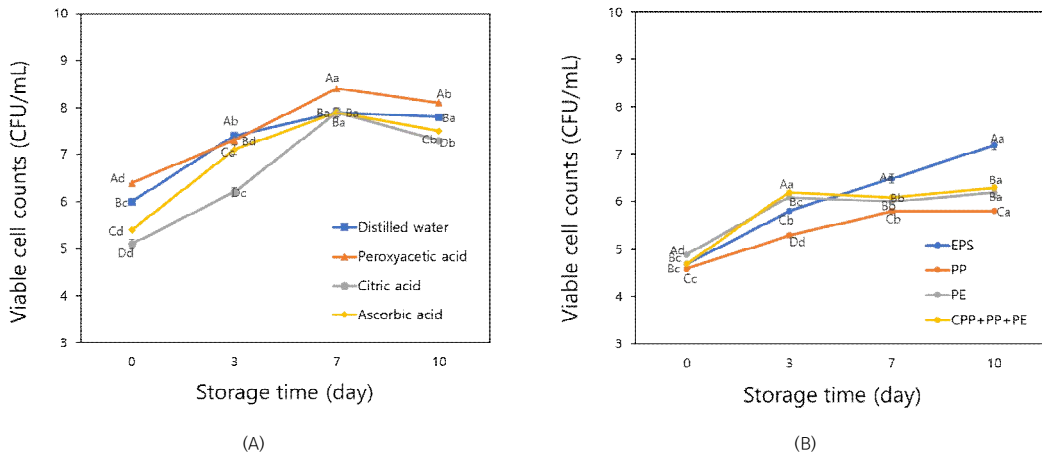 10
9
8
7
6
5
4
3
Viable cell counts (CFU/mL)
Ad
Bc
Cd
Dd
Ab
Bd
Cd
Dc
Aa
Ba
Ba
Ba
Ab
Ba
Cb
Db
Distilled water
Peroxyacetic acid
Citric acid
Ascorbic acid
0 3 7 10
Storage time (day)
(A)
10
9
8
7
6
5
4
3
Viable cell counts (CFU/mL)
Ad
Bc
Bc
Cc
Aa
Bc
Cb
Dd
Bb
Bb
Cb
Aa
Ba
Ba
Ca
EPS
PP
PE
CPP+PP+PE
0 3 7 10
Storage time (day)
(B)